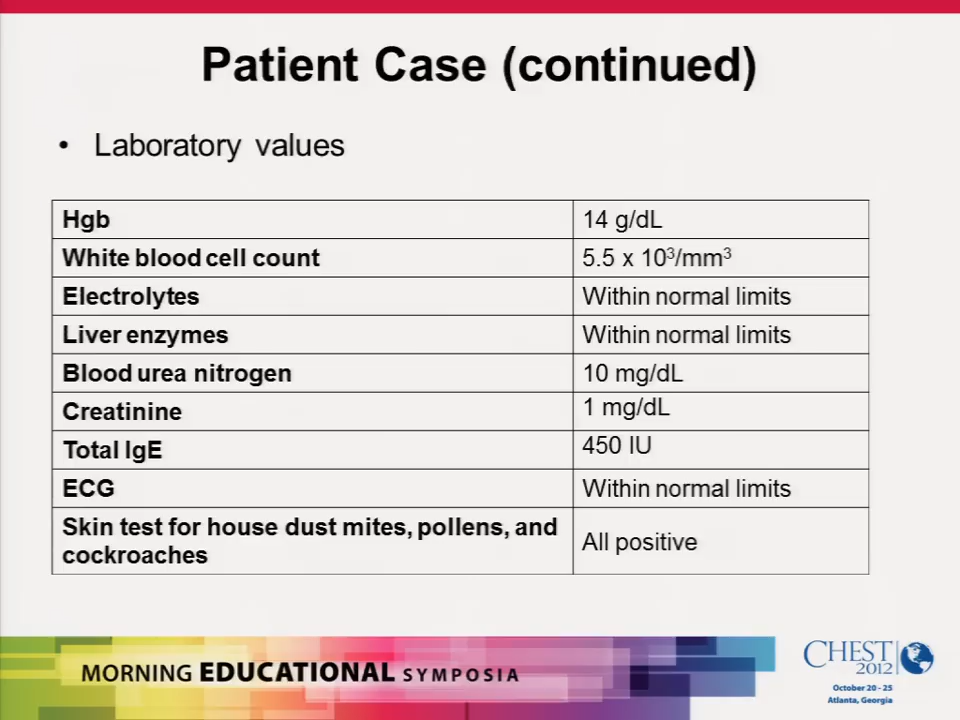 Patient Case (continued)
• Laboratory values
Hgb 14 g/dL
White blood cell count 5.5 x 10³/mm³
Electrolytes Within normal limits
Liver enzymes Within normal limits
Blood urea nitrogen 10 mg/dL
Creatinine 1 mg/dL
Total IgE 450 IU
ECG Within normal limits
Skin test for house dust mites, pollens, and
cockroaches All positive
MORNING EDUCATIONAL SYMPOSIA
CHEST
2012
October 20 - 25
Atlanta, Georgia